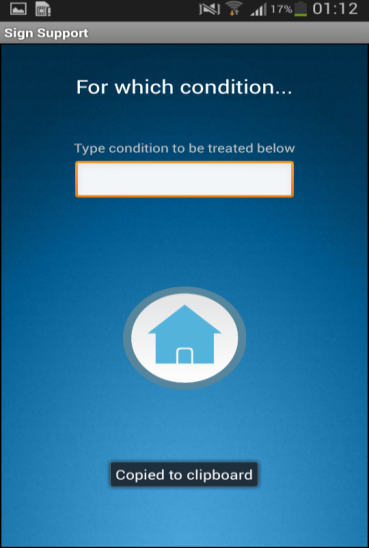 17% 01:12
Sign Support
For which condition...
Type condition to be treated below
Copied to clipboard